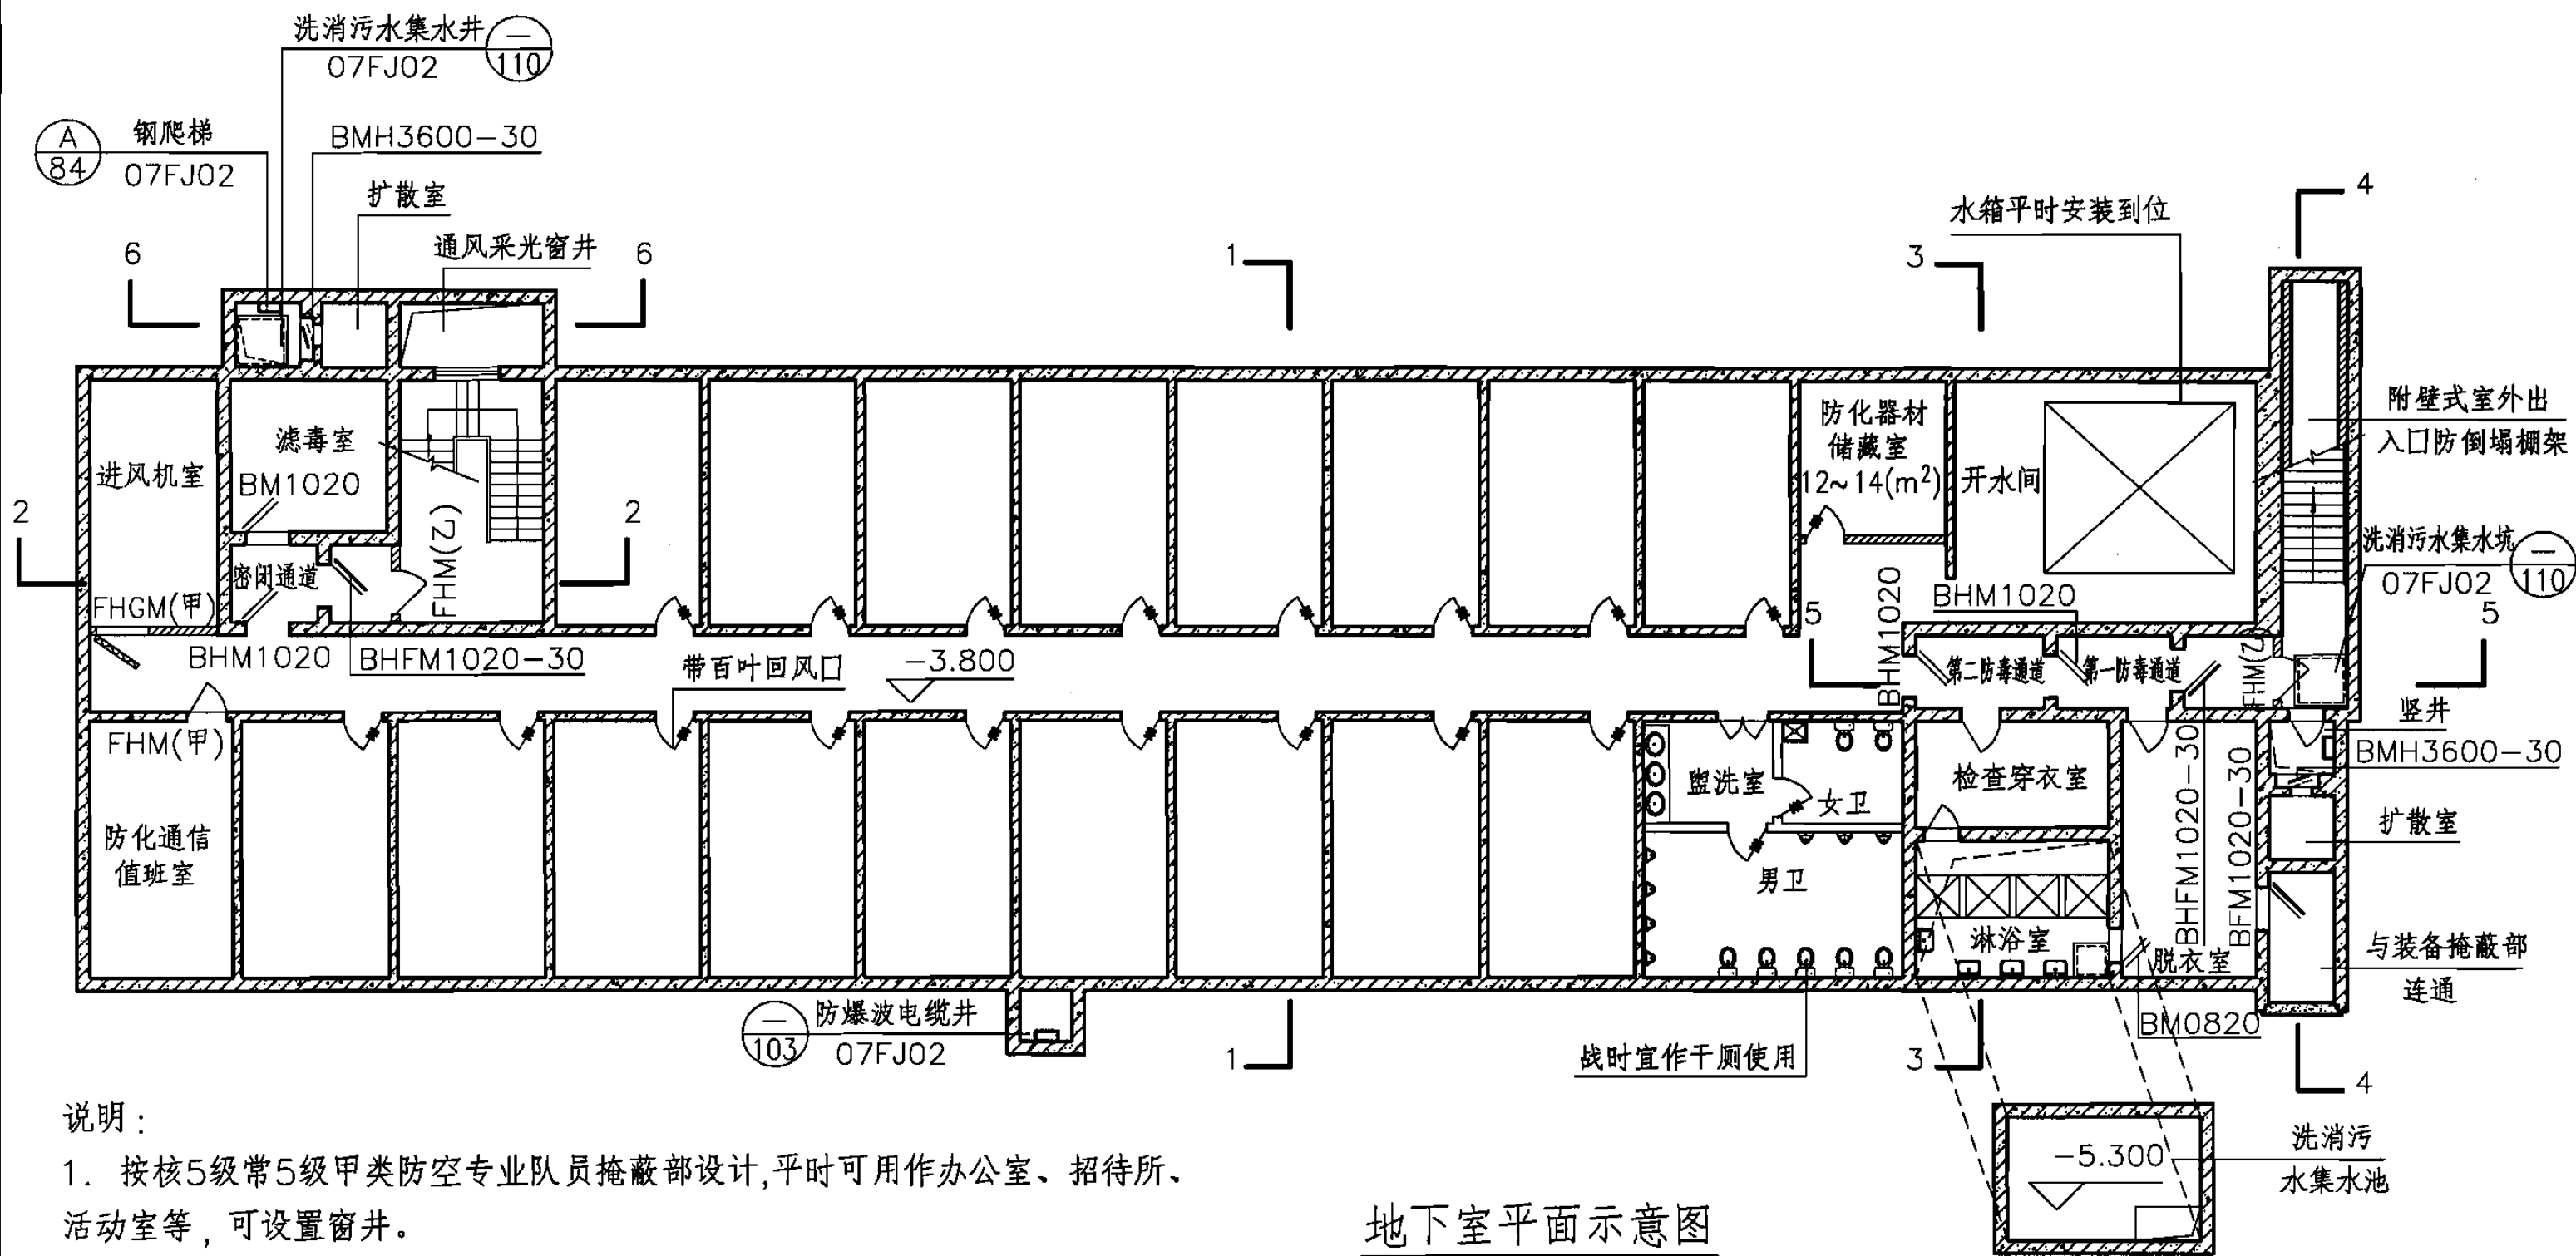 洗消污水集水井
一
110
07FJ02
A
84
钢爬梯
07FJ02
BMH3600-30
扩散室
通风采光窗井
6
6
1
3
水箱平时安装到位
4
附壁式室外出
入口防倒塌棚架
进风机室
滤毒室
BM1020
防化器材
储藏室
12~14(m²)
开水间
2
2
洗消污水集水坑
一
110
07FJ02
密闭通道
FHM(乙)
FHGM(甲)
BHM1020
BHFM1020-30
带百叶回风口
-3.800
5
BHM1020
BHM1020
第二防毒通道
第一防毒通道
FHM(乙)
5
竖井
BMH3600-30
FHM(甲)
防化通信
值班室
盥洗室
女卫
男卫
检查穿衣室
淋浴室
脱衣室
BHFM1020-30
BFM1020-30
扩散室
与装备掩蔽部
连通
BM0820
一
103
防爆波电缆井
07FJ02
1
战时宜作干厕使用
3
4
洗消污
水集水池
-5.300
说明：
1. 按核5级常5级甲类防空专业队员掩蔽部设计,平时可用作办公室、招待所、
活动室等，可设置窗井。
地下室平面示意图